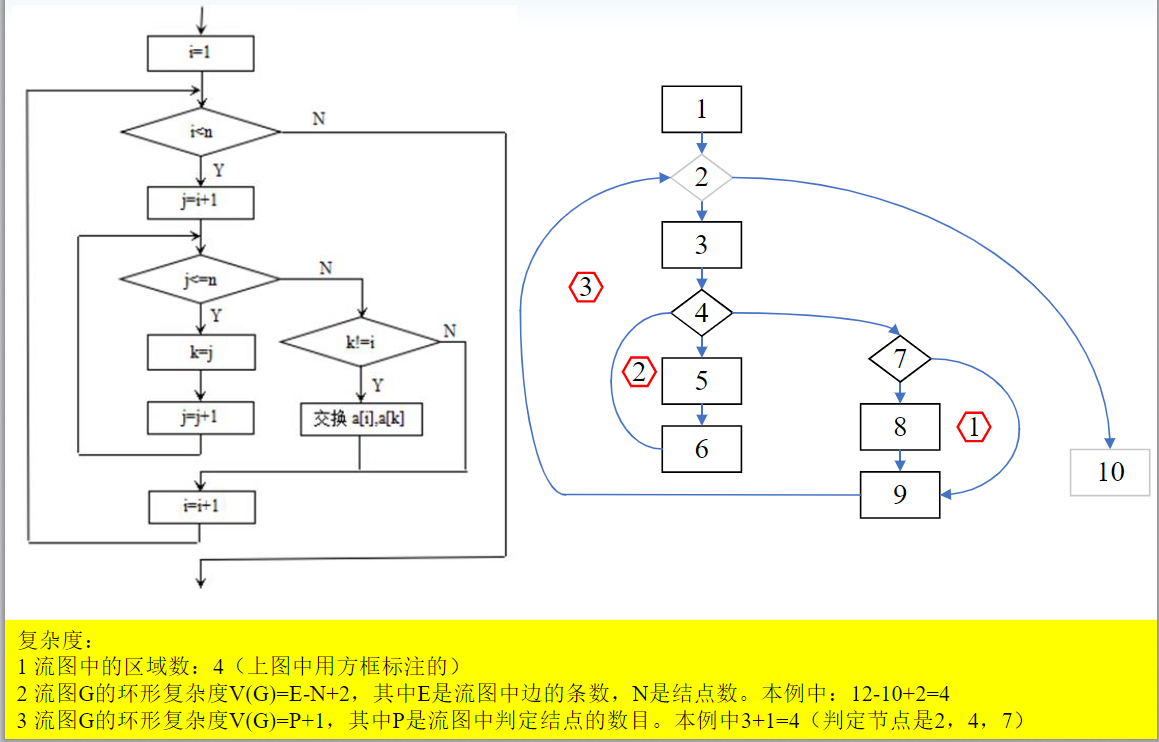 i=1
i<n
N
Y
j=i+1
j<=n
N
Y
k=j
k!=i
N
Y
j=j+1
交换 a[i],a[k]
i=i+1
1
2
3
4
5
6
7
8
9
10
3
2
1
复杂度：
1 流图中的区域数：4（上图中用方框标注的）
2 流图G的环形复杂度V(G)=E-N+2，其中E是流图中边的条数，N是结点数。本例中：12-10+2=4
3 流图G的环形复杂度V(G)=P+1，其中P是流图中判定结点的数目。本例中3+1=4（判定节点是2，4，7）